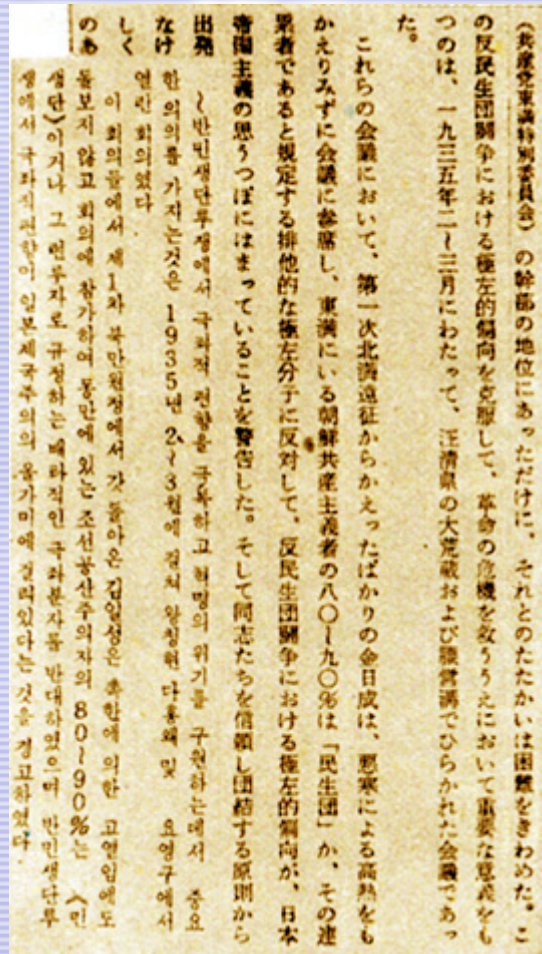 （共産党東満特別委員会）の幹部の地位にあっただけに、それとのたたかいは困難をきわめた。こ
の反民生団闘争における極左的偏向を克服して、革命の危機を救ううえにおいて重要な意義をも
つのは、一九三五年二〜三月にわたって、汪清県の大荒崴および腰営溝でひらかれた会議であっ
た。
これらの会議において、第一次北満遠征からかえったばかりの金日成は、悪寒による高熱をも
かえりみずに会議に参席し、東満にいる朝鮮共産主義者の八〇〜九〇%は「民生団」か、その連
累者であると規定する排他的な極左分子に反対して、反民生団闘争における極左的偏向が、日本
帝国主義の思うつぼにはまっていることを警告した。そして同志たちを信頼し団結する原則から
出発
なけ
しく
のあ
〜반민생단투쟁에서 극좌적 편향을 극복하고 혁명의 위기를 구원하는데서 중요
한 의의를 가지는것은 1935년 2〜3월에 걸쳐 왕청현 다홍왜 및 요영구에서
열린 회의였다
이 회의들에서 제1차 북만원정에서 갓 돌아온 김일성은 촉한에 의한 고열임에도
돌보지 않고 회의에 참가하여 동만에 있는 조선공산주의자의 80〜90%는 〈민
생단〉이거나 그 련루자로 규정하는 배타적인 극좌분자를 반대하였으며 반민생단투
쟁에서 극좌적편향이 일본제국주의의 올가미에 걸려있다는 것을 경고하였다.